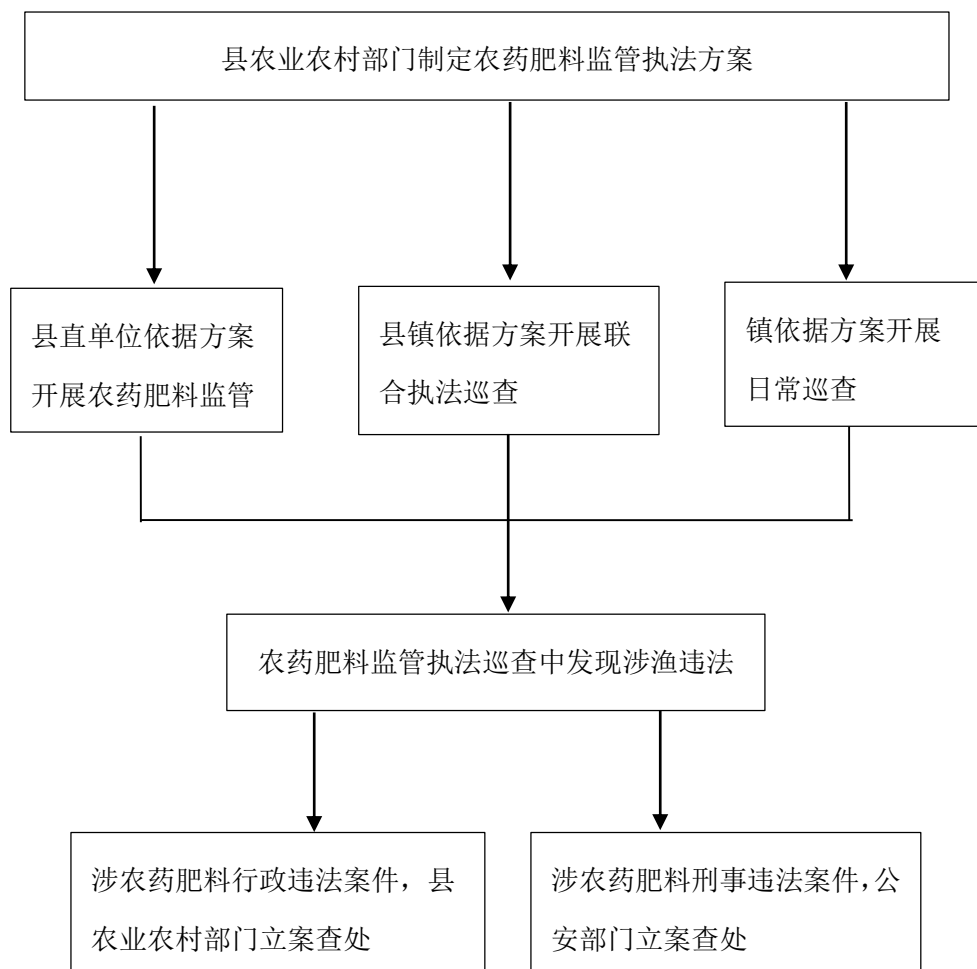 县农业农村部门制定农药肥料监管执法方案
县直单位依据方案
开展农药肥料监管
县镇依据方案开展联
合执法巡查
镇依据方案开展
日常巡查
农药肥料监管执法巡查中发现涉渔违法
涉农药肥料行政违法案件，县
农业农村部门立案查处
涉农药肥料刑事违法案件,公
安部门立案查处